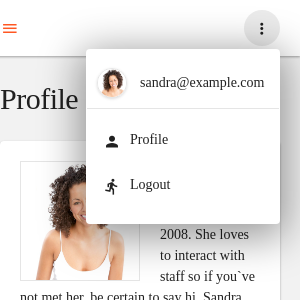 sandra@example.com
Profile
Profile
Logout
2008. She loves
to interact with
staff so if you`ve
not met her, be certain to say hi. Sandra